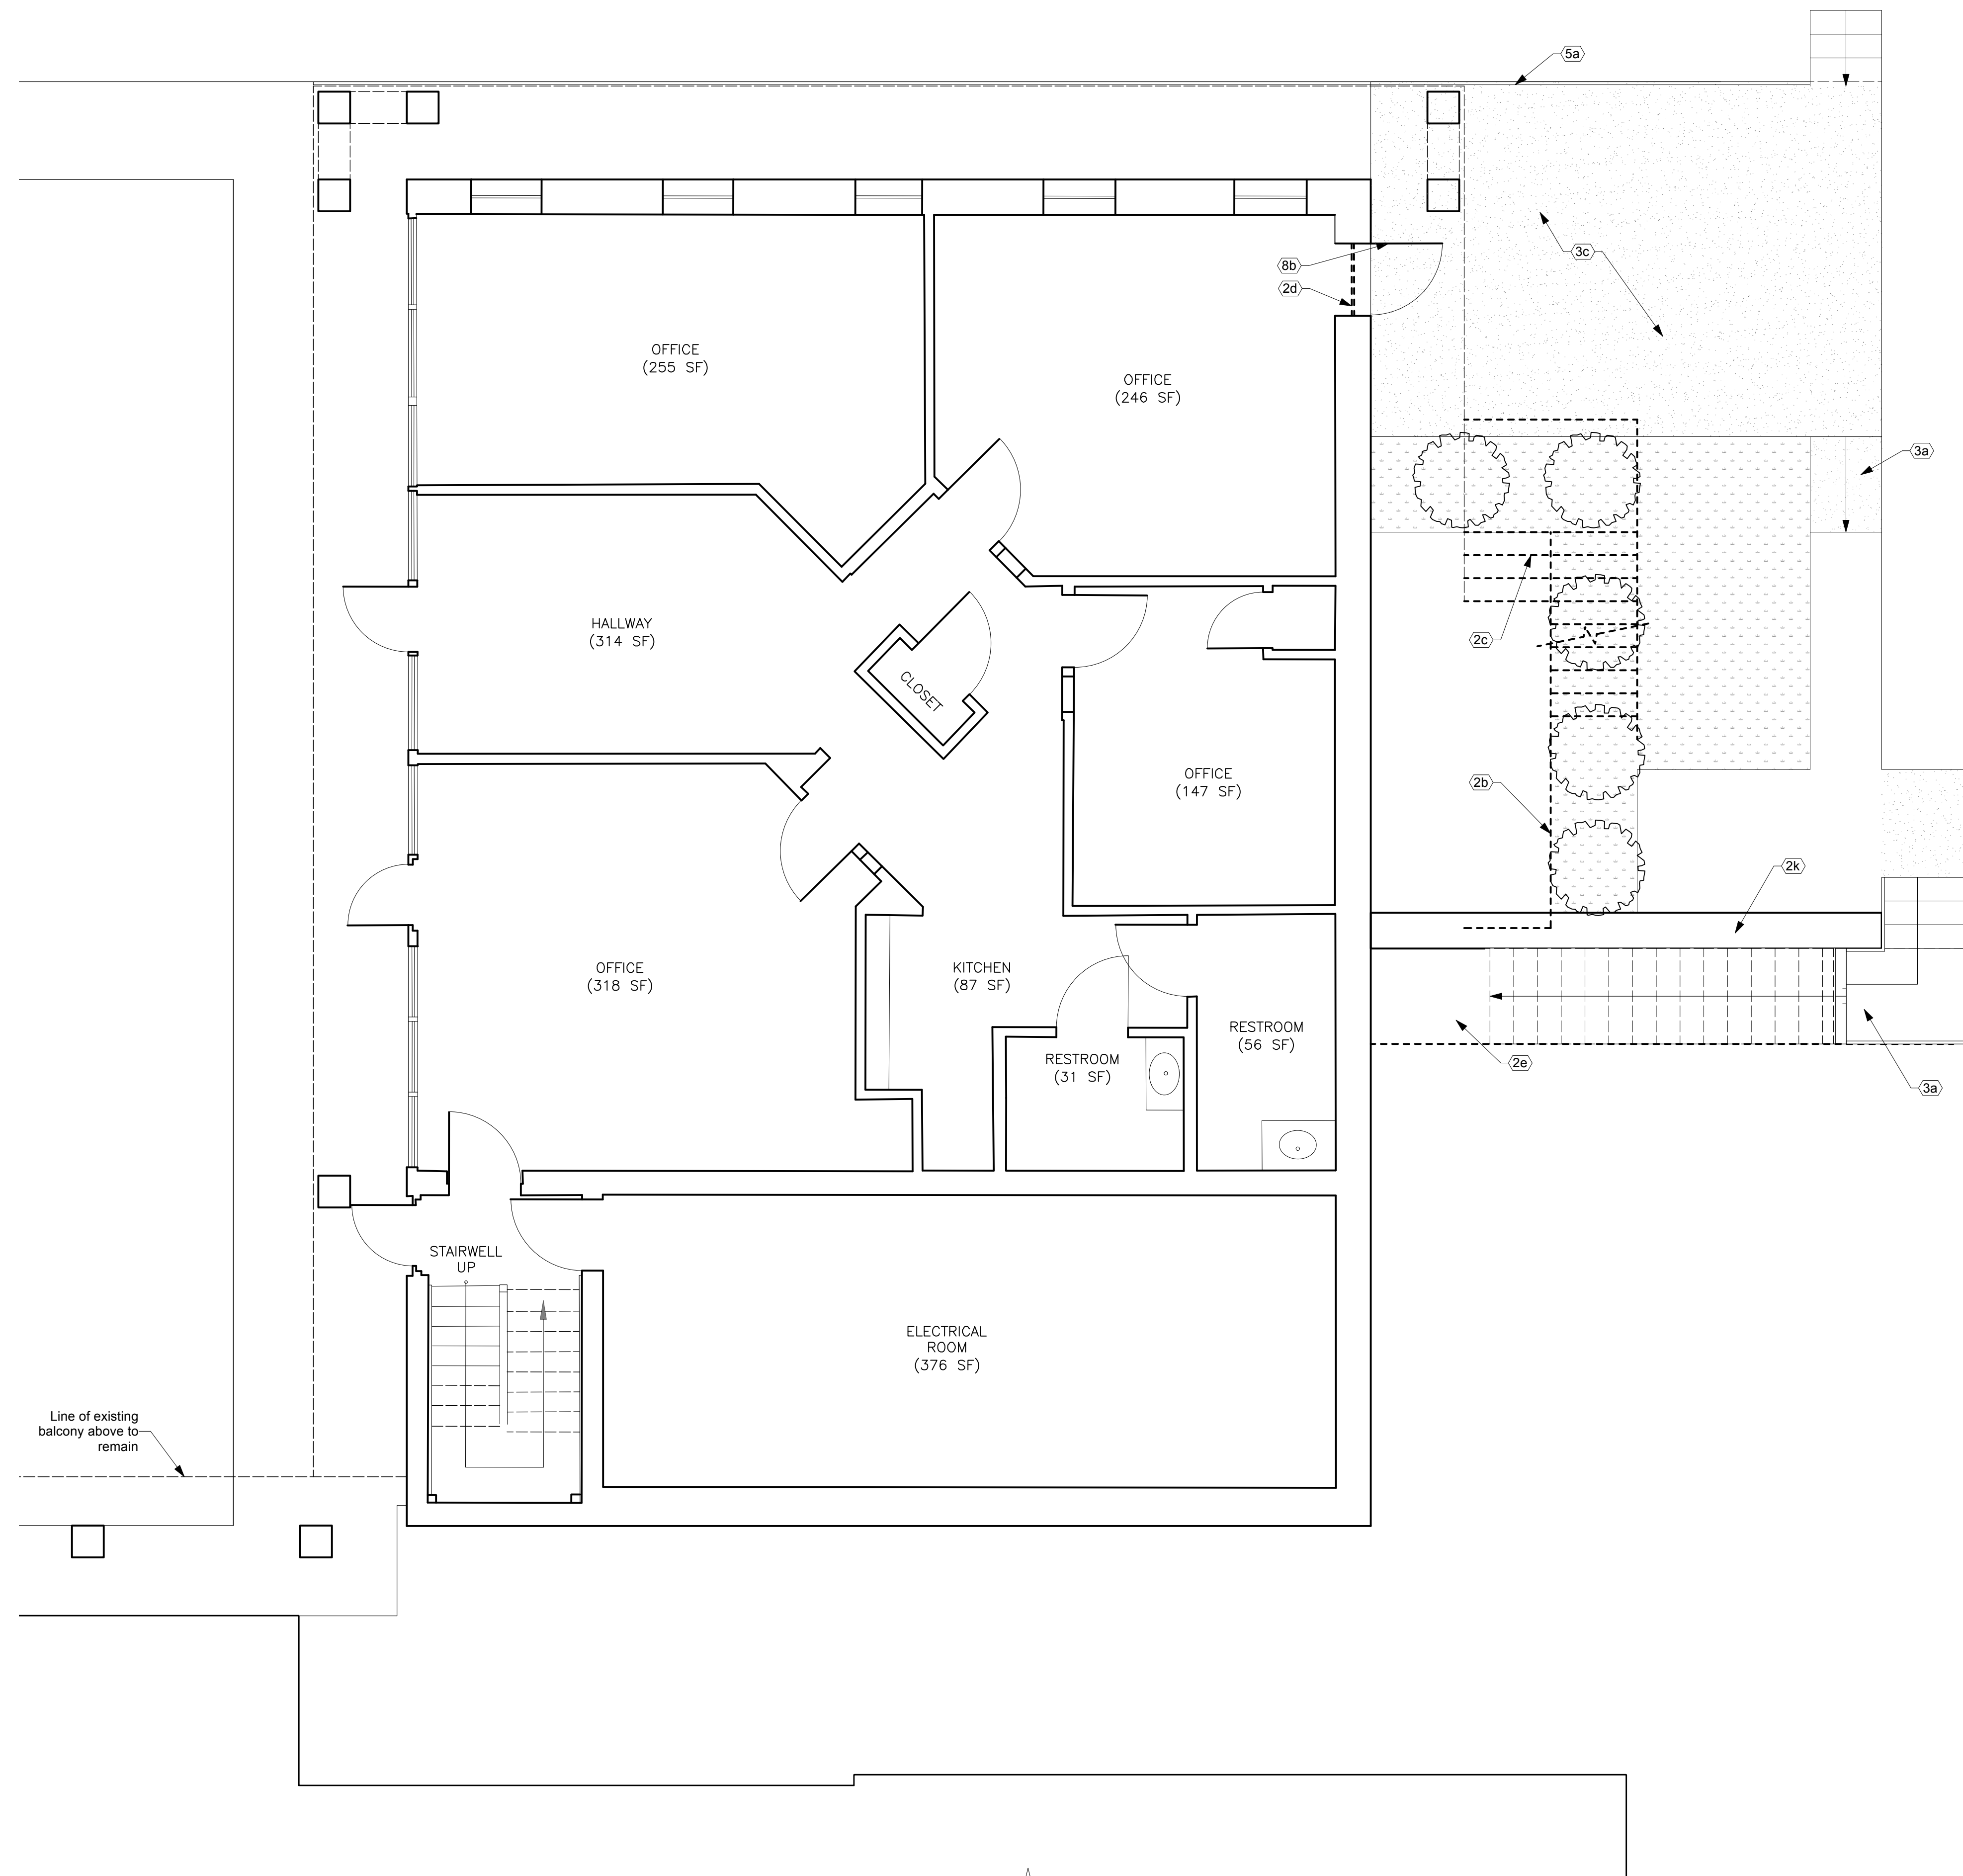 5a
3c
8b
2d
OFFICE
(255 SF)
OFFICE
(246 SF)
3a
HALLWAY
(314 SF)
2c
CLOSET
OFFICE
(147 SF)
2b
2k
OFFICE
(318 SF)
KITCHEN
(87 SF)
RESTROOM
(56 SF)
RESTROOM
(31 SF)
2e
3a
STAIRWELL
UP
ELECTRICAL
ROOM
(376 SF)
Line of existing
balcony above to
remain